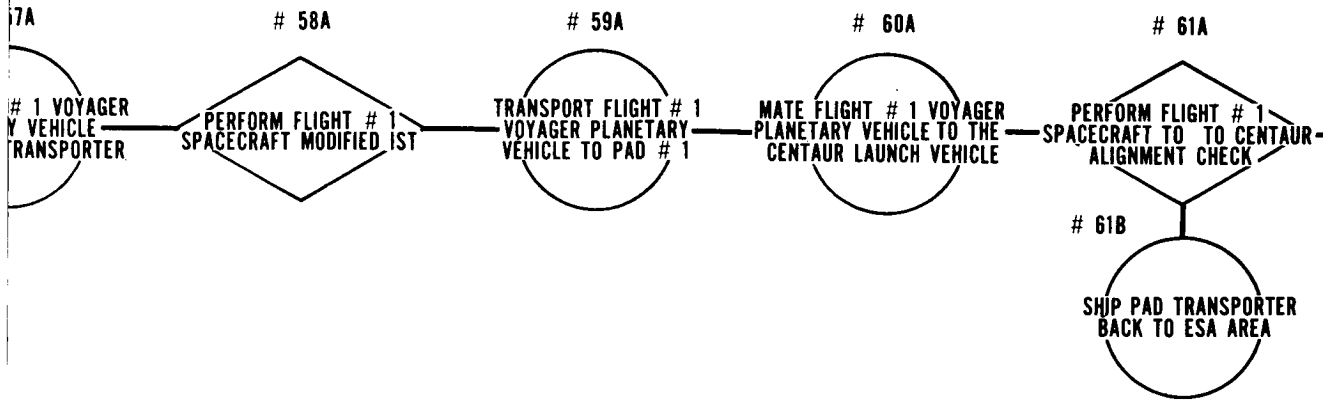 57A
# 1 VOYAGER
Y VEHICLE
TRANSPORTER
# 58A
PERFORM FLIGHT # 1
SPACECRAFT MODIFIED IST
# 59A
TRANSPORT FLIGHT # 1
VOYAGER PLANETARY
VEHICLE TO PAD # 1
# 60A
MATE FLIGHT # 1 VOYAGER
PLANETARY VEHICLE TO THE
CENTAUR LAUNCH VEHICLE
# 61A
PERFORM FLIGHT # 1
SPACECRAFT TO TO CENTAUR
ALIGNMENT CHECK
# 61B
SHIP PAD TRANSPORTER
BACK TO ESA AREA